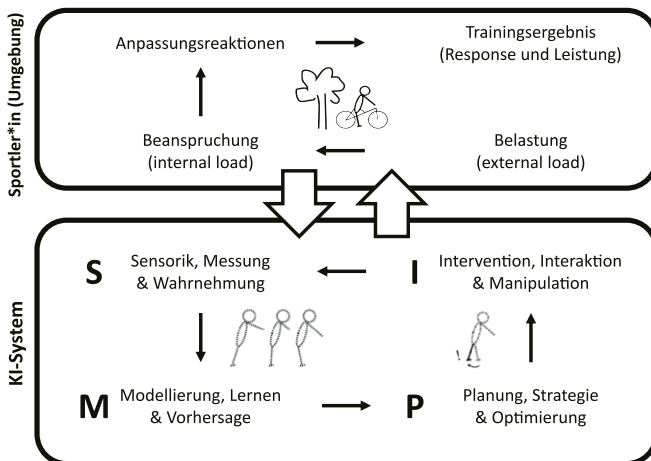 Sportler*in (Umgebung)
Anpassungsreaktionen
Trainingsergebnis
(Response und Leistung)
Beanspruchung
(internal load)
Belastung
(external load)
KI-System
S Sensorik, Messung
& Wahrnehmung
I Intervention, Interaktion
& Manipulation
M Modellierung, Lernen
& Vorhersage
P Planung, Strategie
& Optimierung